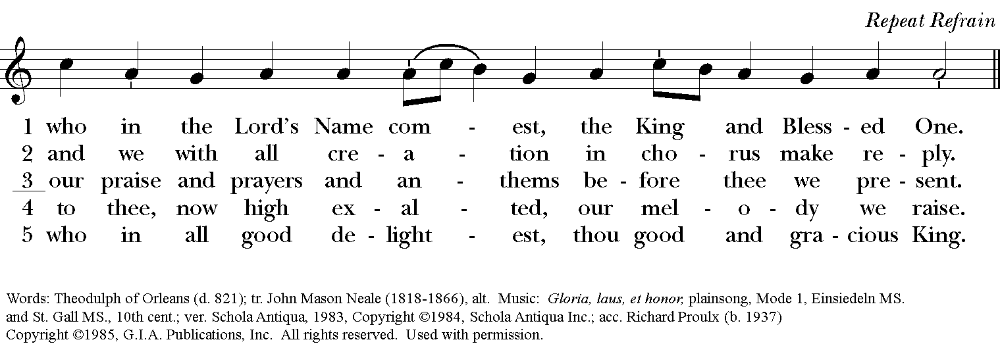 Repeat Refrain
1 who in the Lord's Name com - est, the King and Bless - ed One.
2 and we with all cre - a - tion in cho - rus make re - ply.
3 our praise and prayers and an - thems be - fore thee we pre - sent.
4 to thee, now high ex - al - ted, our mel - o - dy we raise.
5 who in all good de - light - est, thou good and gra - cious King.
Words: Theodulph of Orleans (d. 821); tr. John Mason Neale (1818-1866), alt. Music: Gloria, laus, et honor, plainsong, Mode 1, Einsiedeln MS.
and St. Gall MS., 10th cent.; ver. Schola Antiqua, 1983, Copyright ©1984, Schola Antiqua Inc.; acc. Richard Proulx (b. 1937)
Copyright ©1985, G.I.A. Publications, Inc. All rights reserved. Used with permission.